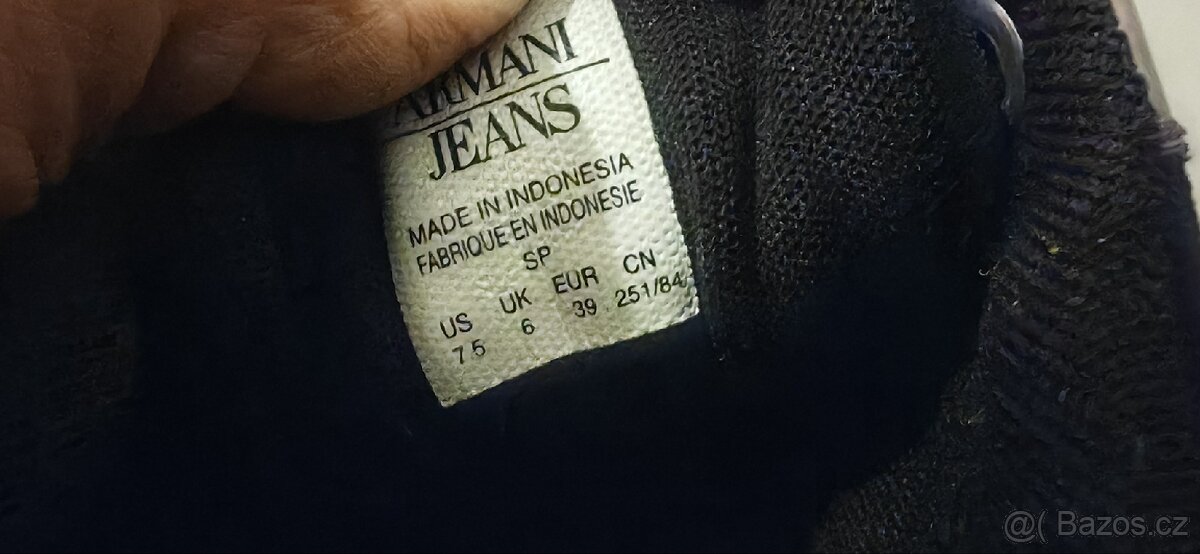 ARMANI
JEANS
MADE IN INDONESIA
FABRIQUE EN INDONESIE
SP
US UK EUR CN
7.5 6 39 251/84
@( Bazos.cz